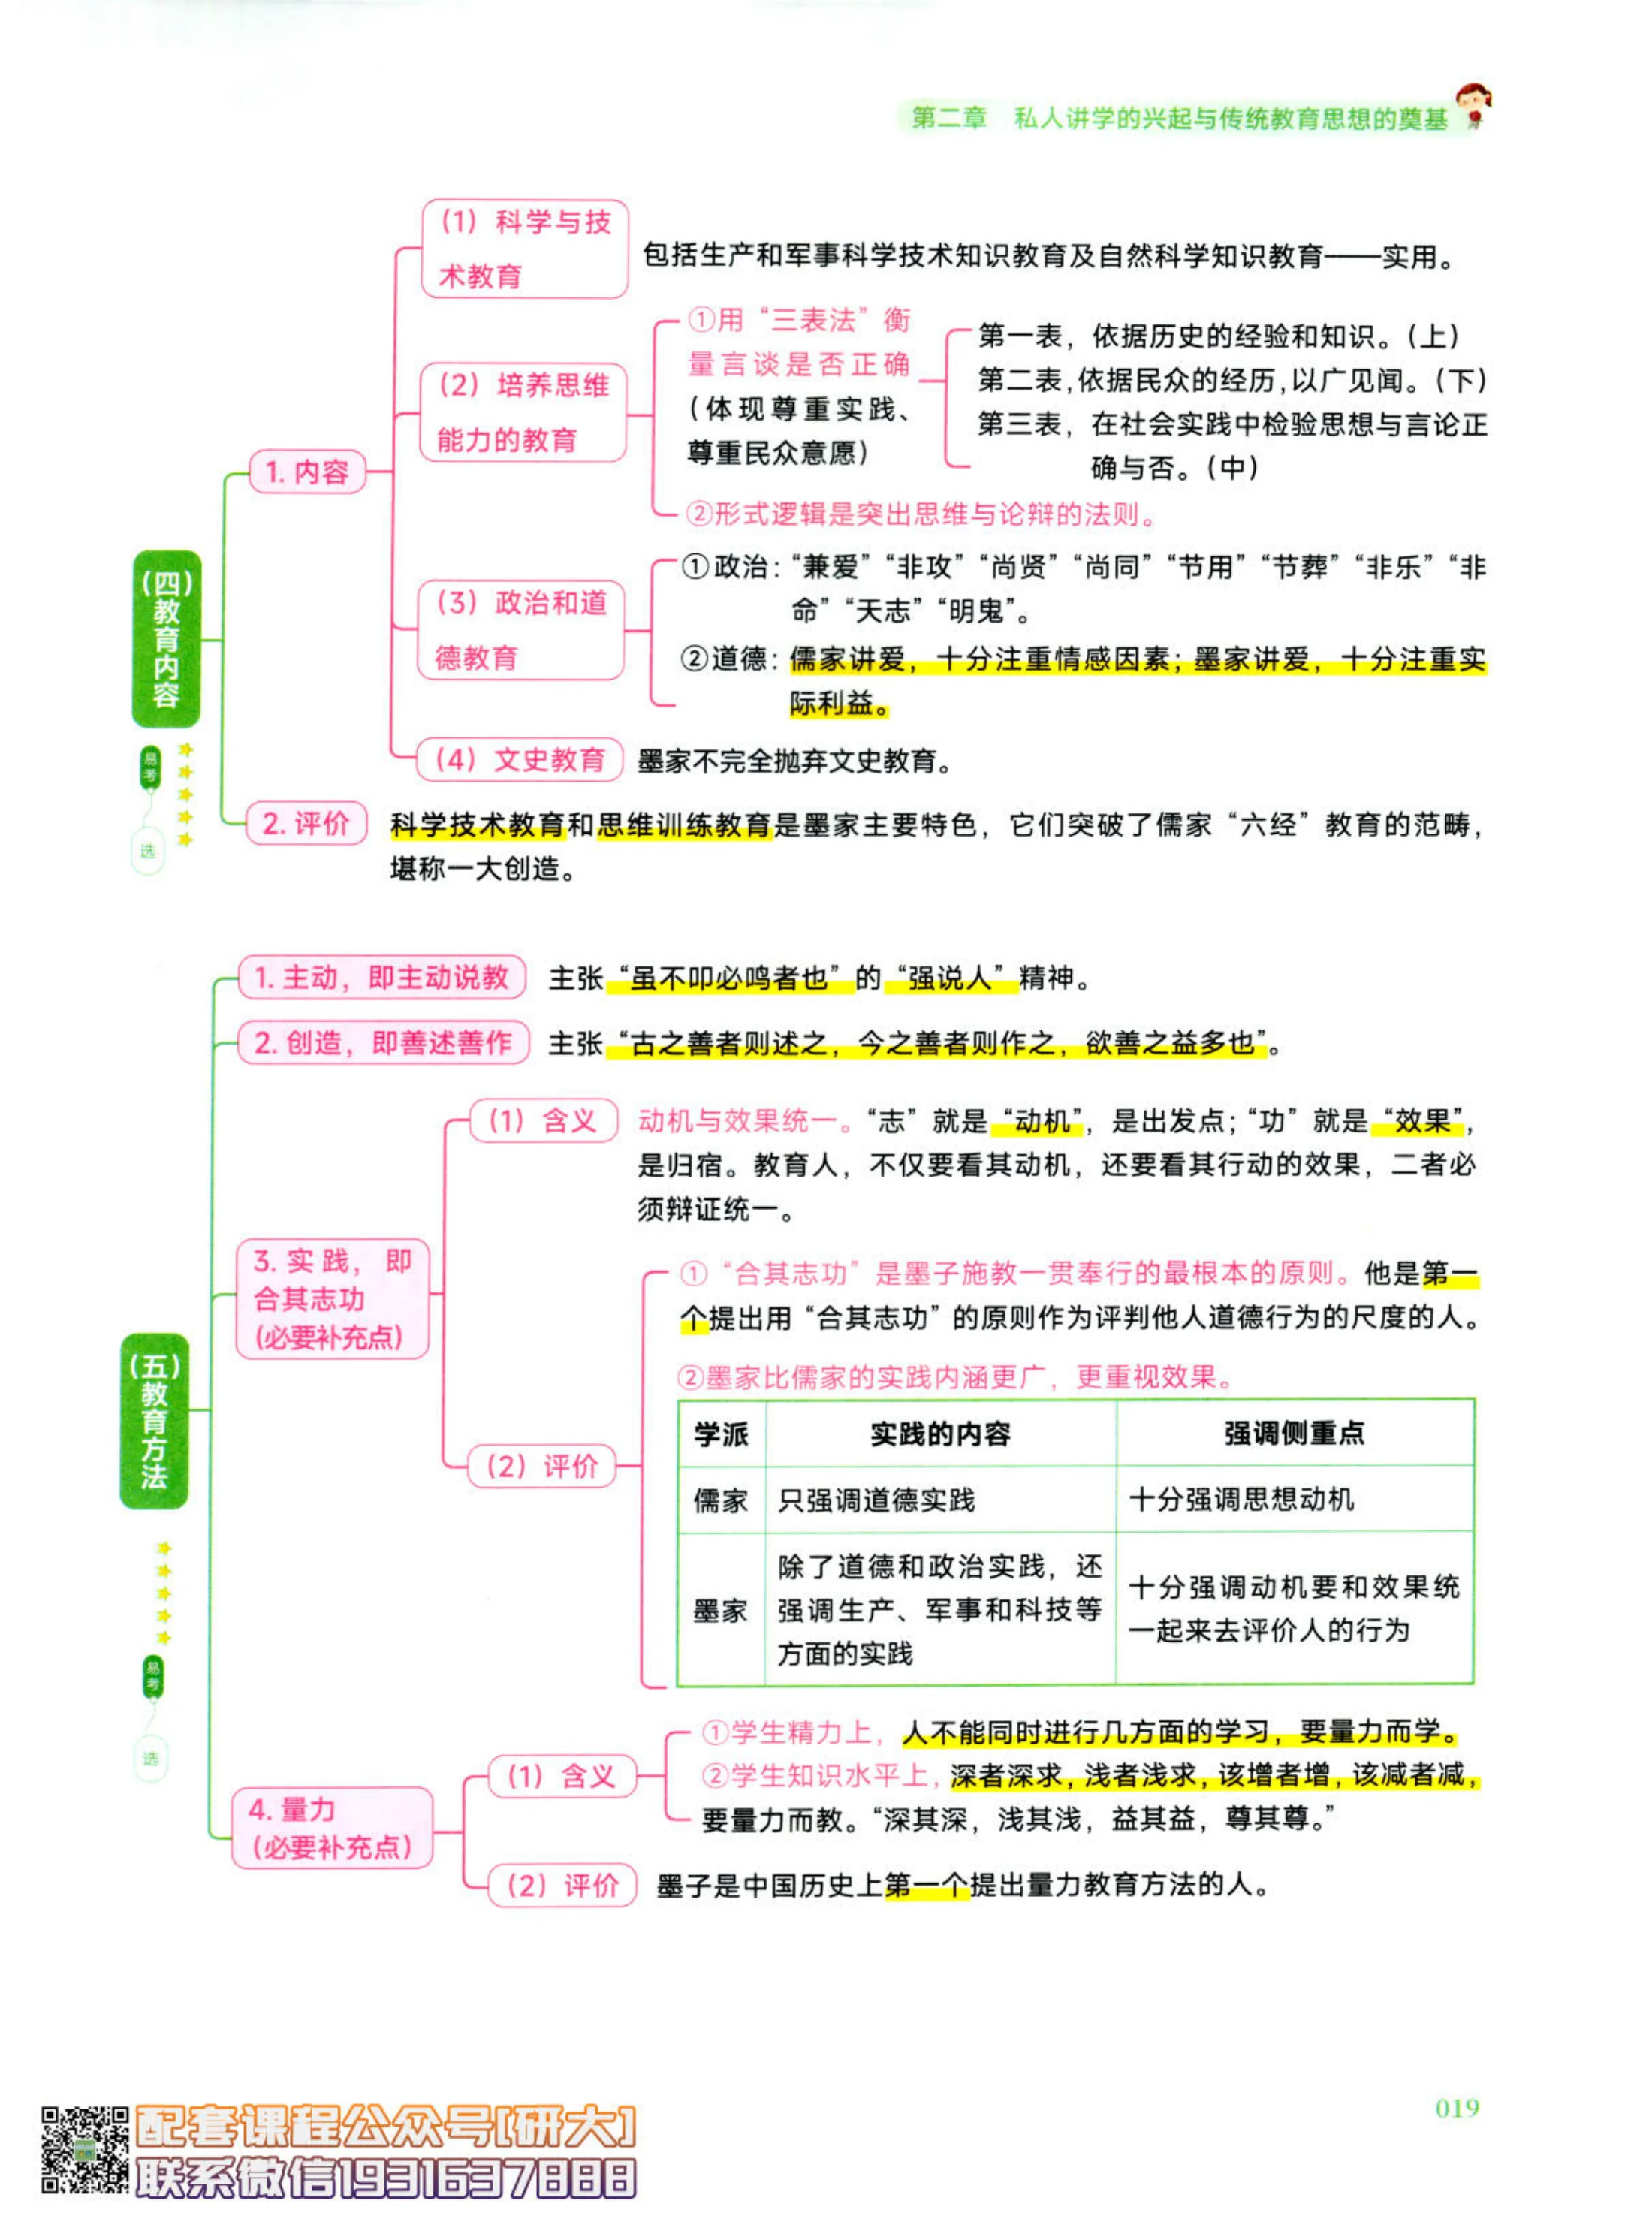 第二章 私人讲学的兴起与传统教育思想的奠基
(四)教育内容
易考
选
1. 内容
(1) 科学与技
术教育
包括生产和军事科学技术知识教育及自然科学知识教育——实用。
(2) 培养思维
能力的教育
①用“三表法”衡
量言谈是否正确
(体现尊重实践、
尊重民众意愿)
第一表，依据历史的经验和知识。(上)
第二表，依据民众的经历，以广见闻。(下)
第三表，在社会实践中检验思想与言论正
确与否。(中)
②形式逻辑是突出思维与论辩的法则。
(3) 政治和道
德教育
①政治：“兼爱”“非攻”“尚贤”“尚同”“节用”“节葬”“非乐”“非
命”“天志”“明鬼”。
②道德：儒家讲爱，十分注重情感因素；墨家讲爱，十分注重实
际利益。
(4) 文史教育
墨家不完全抛弃文史教育。
2. 评价
科学技术教育和思维训练教育是墨家主要特色，它们突破了儒家“六经”教育的范畴，
堪称一大创造。
(五)教育方法
易考
选
1. 主动，即主动说教
主张“虽不叩必鸣者也”的“强说人”精神。
2. 创造，即善述善作
主张“古之善者则述之，今之善者则作之，欲善之益多也”。
3. 实践，即
合其志功
(必要补充点)
(1) 含义
动机与效果统一。“志”就是“动机”，是出发点；“功”就是“效果”，
是归宿。教育人，不仅要看其动机，还要看其行动的效果，二者必
须辩证统一。
(2) 评价
①“合其志功”是墨子施教一贯奉行的最根本的原则。他是第一
个提出用“合其志功”的原则作为评判他人道德行为的尺度的人。
②墨家比儒家的实践内涵更广，更重视效果。
学派 实践的内容 强调侧重点
儒家 只强调道德实践 十分强调思想动机
墨家
除了道德和政治实践，还
强调生产、军事和科技等
方面的实践
十分强调动机要和效果统
一起来去评价人的行为
4. 量力
(必要补充点)
(1) 含义
①学生精力上，人不能同时进行几方面的学习，要量力而学。
②学生知识水平上，深者深求，浅者浅求，该增者增，该减者减，
要量力而教。“深其深，浅其浅，益其益，尊其尊。”
(2) 评价
墨子是中国历史上第一个提出量力教育方法的人。
019
配套课程公众号[研大]
联系微信1931637888